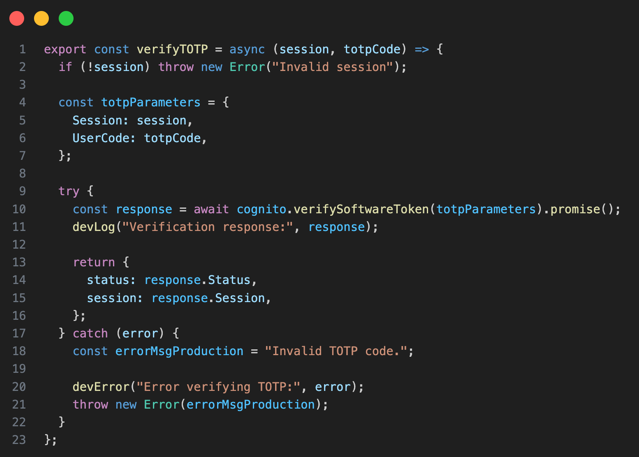 1 export const verifyTOTP = async (session, totpCode) => {
2   if (!session) throw new Error("Invalid session");
3
4   const totpParameters = {
5     Session: session,
6     UserCode: totpCode,
7   };
8
9   try {
10     const response = await cognito.verifySoftwareToken(totpParameters).promise();
11     devLog("Verification response:", response);
12
13     return {
14       status: response.Status,
15       session: response.Session,
16     };
17   } catch (error) {
18     const errorMsgProduction = "Invalid TOTP code.";
19
20     devError("Error verifying TOTP:", error);
21     throw new Error(errorMsgProduction);
22   }
23 };